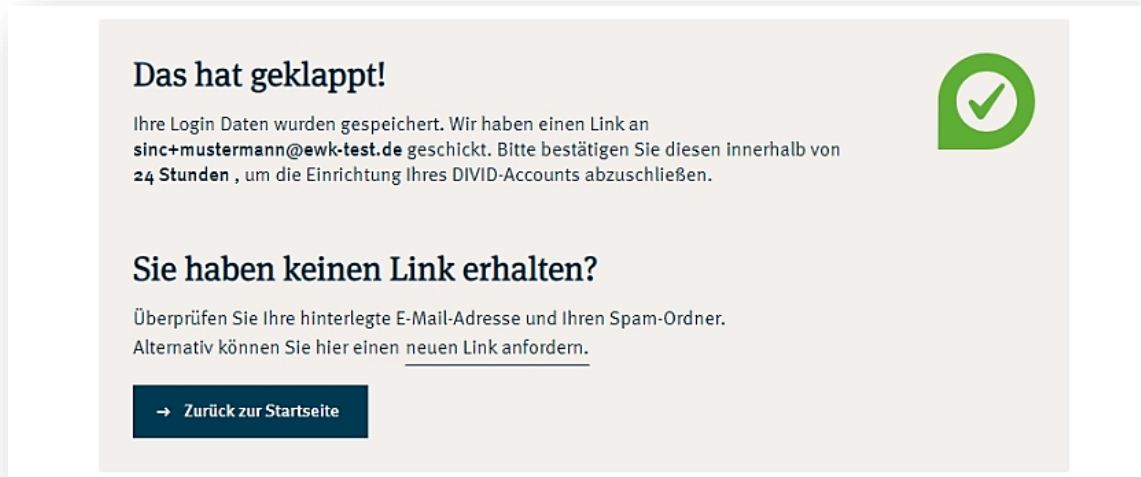 Das hat geklappt!
Ihre Login Daten wurden gespeichert. Wir haben einen Link an
sinc+mustermann@ewk-test.de geschickt. Bitte bestätigen Sie diesen innerhalb von
24 Stunden , um die Einrichtung Ihres DIVID-Accounts abzuschließen.
Sie haben keinen Link erhalten?
Überprüfen Sie Ihre hinterlegte E-Mail-Adresse und Ihren Spam-Ordner.
Alternativ können Sie hier einen neuen Link anfordern.
→ Zurück zur Startseite